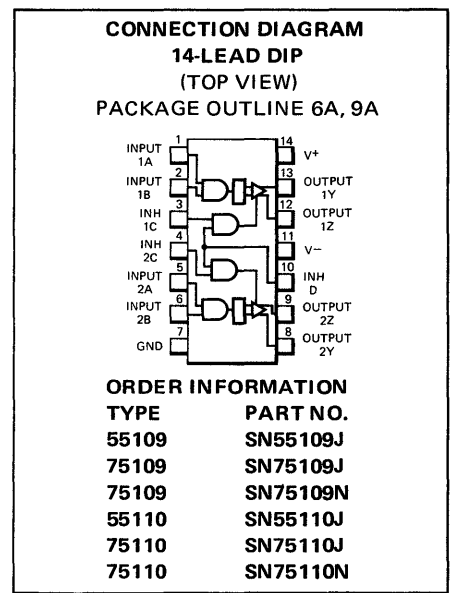 CONNECTION DIAGRAM
14-LEAD DIP
(TOP VIEW)
PACKAGE OUTLINE 6A, 9A
INPUT 1A 1
14 V+
INPUT 1B 2
13 OUTPUT 1Y
INH 1C 3
12 OUTPUT 1Z
INH 2C 4
11 V−
INPUT 2A 5
10 INH D
INPUT 2B 6
9 OUTPUT 2Z
GND 7
8 OUTPUT 2Y
ORDER INFORMATION
TYPE PART NO.
55109 SN55109J
75109 SN75109J
75109 SN75109N
55110 SN55110J
75110 SN75110J
75110 SN75110N